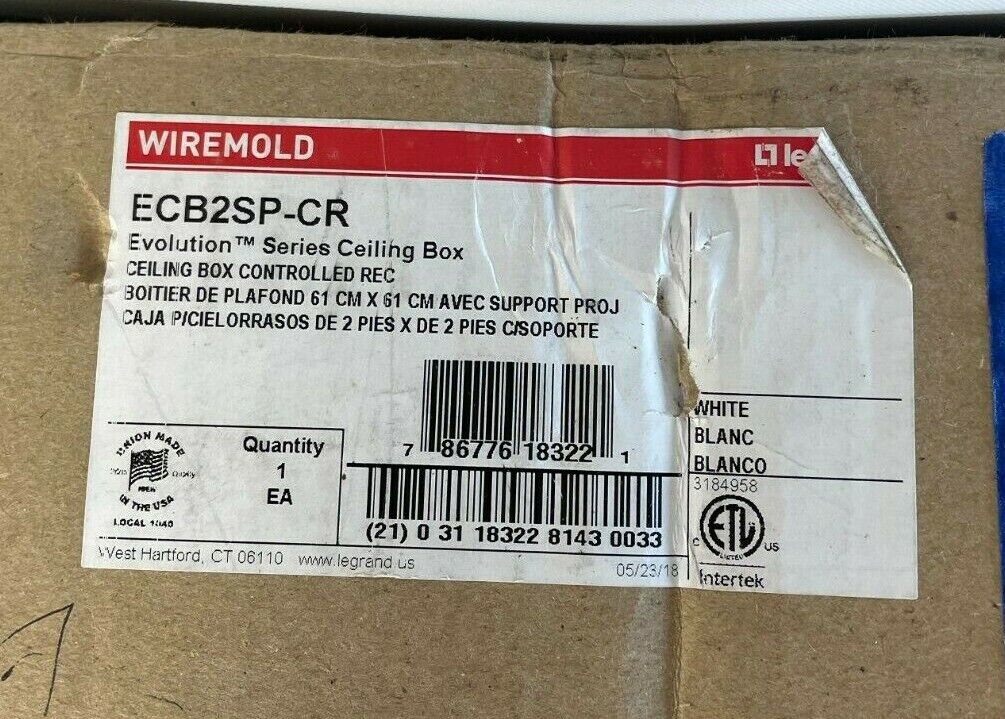 WIREMOLD
ECB2SP-CR
Evolution™ Series Ceiling Box
CEILING BOX CONTROLLED REC
BOITIER DE PLAFOND 61 CM X 61 CM AVEC SUPPORT PROJ
CAJA P/CIELORRASOS DE 2 PIES X DE 2 PIES C/SOPORTE
7 86776 18322 1
WHITE
BLANC
BLANCO
3184958
UNION MADE
IN THE USA
LOCAL 1040
Quantity
1
EA
(21) 0 31 18322 8143 0033
C ETL US
LISTED
Intertek
West Hartford, CT 06110 www.legrand.us
05/23/18